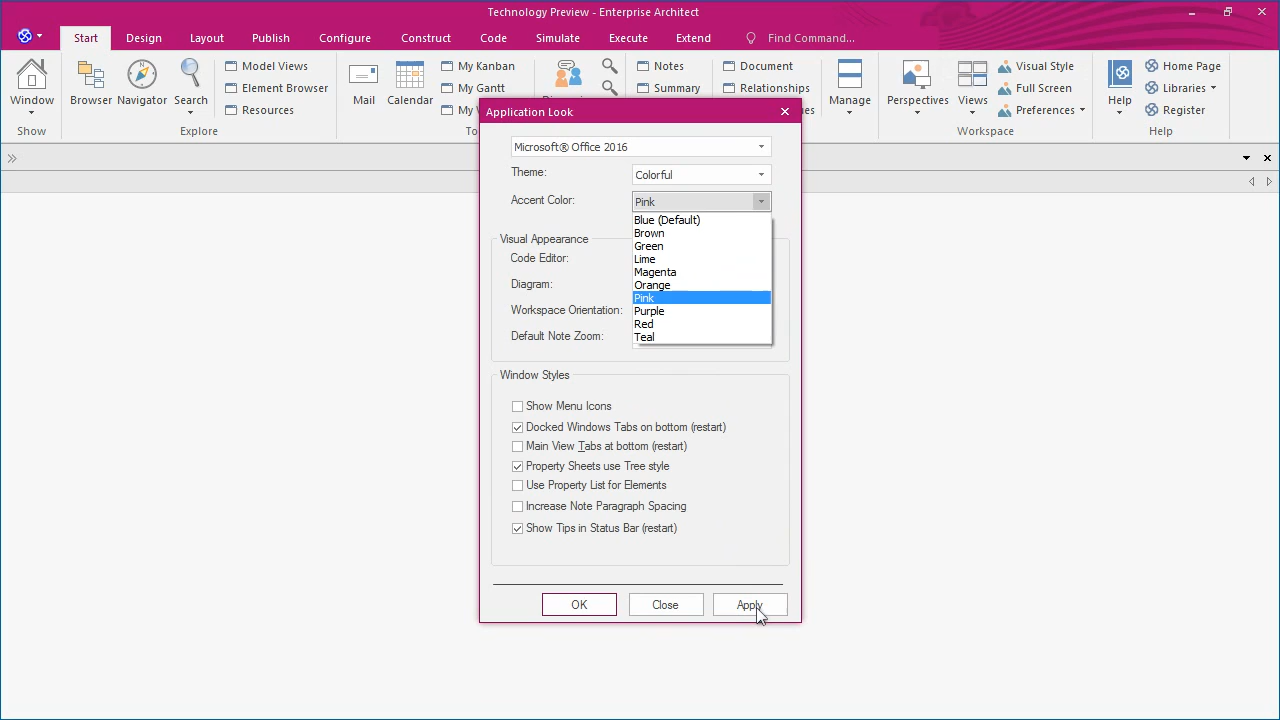 Technology Preview - Enterprise Architect
Start Design Layout Publish Configure Construct Code Simulate Execute Extend Find Command...
Window
Show
Browser Navigator Search
Model Views
Element Browser
Resources
Explore
Mail Calendar
My Kanban
My Gantt
Notes
Summary
Document
Relationships
Manage
Perspectives Views
Visual Style
Full Screen
Preferences
Workspace
Help
Home Page
Libraries
Register
Help
Application Look
Microsoft® Office 2016
Theme: Colorful
Accent Color: Pink
Blue (Default)
Brown
Green
Lime
Magenta
Orange
Pink
Purple
Red
Teal
Visual Appearance
Code Editor:
Diagram:
Workspace Orientation:
Default Note Zoom:
Window Styles
Show Menu Icons
Docked Windows Tabs on bottom (restart)
Main View Tabs at bottom (restart)
Property Sheets use Tree style
Use Property List for Elements
Increase Note Paragraph Spacing
Show Tips in Status Bar (restart)
OK Close Apply